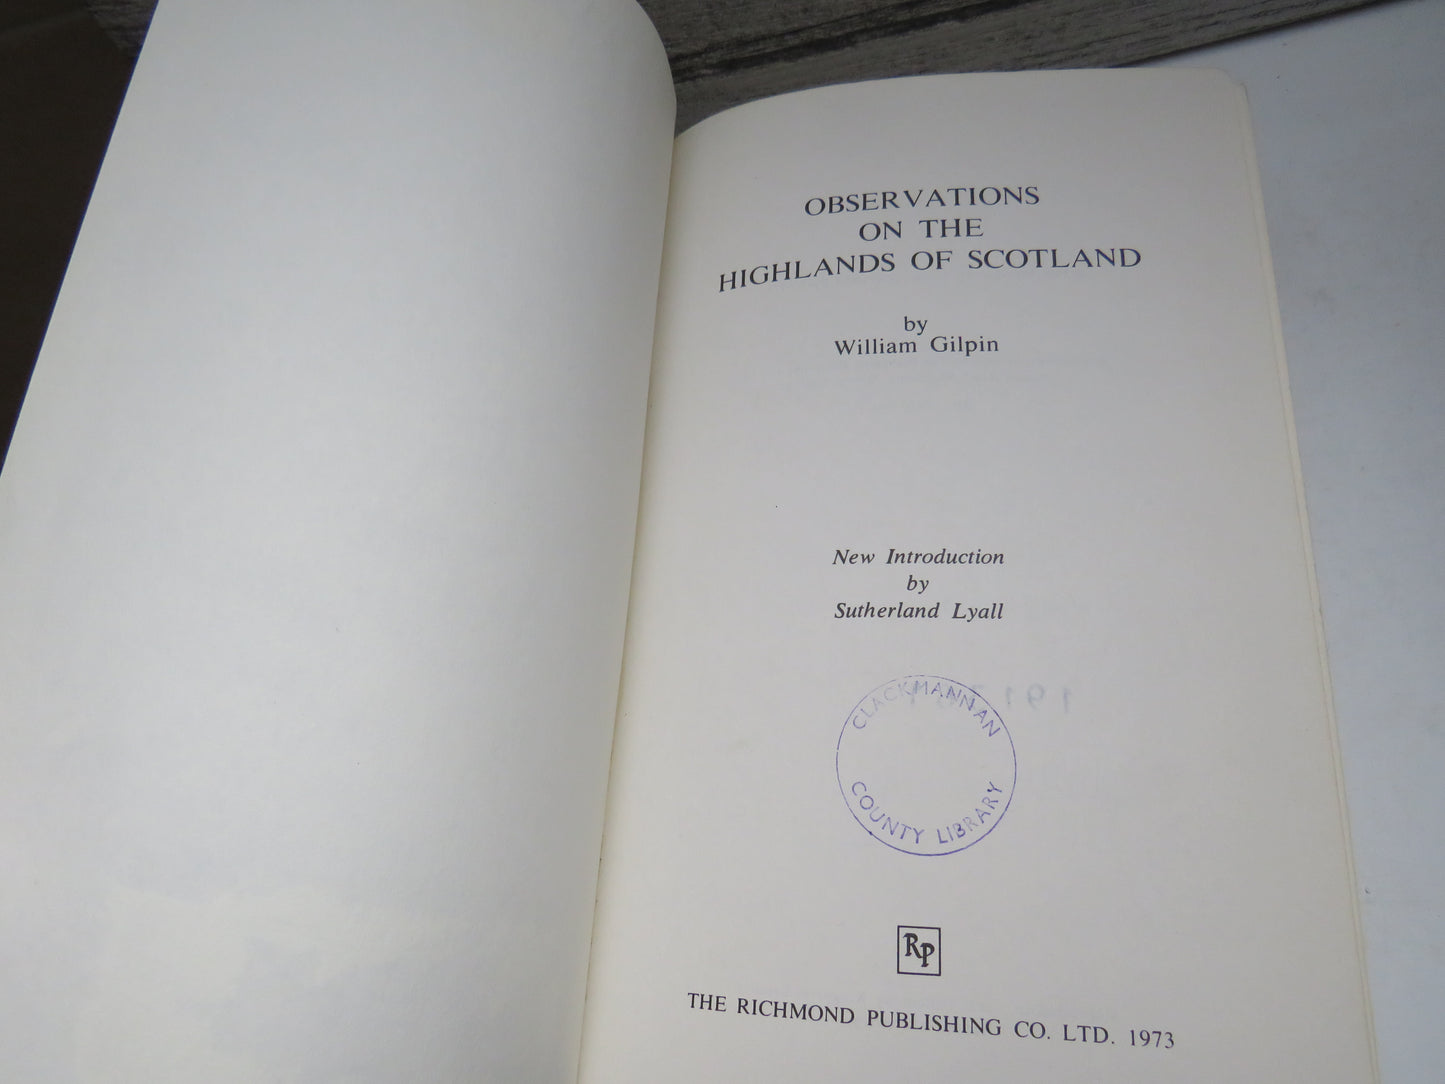 OBSERVATIONS
ON THE
HIGHLANDS OF SCOTLAND
by
William Gilpin
New Introduction
by
Sutherland Lyall
CLACKMANNAN
COUNTY LIBRARY
RP
THE RICHMOND PUBLISHING CO. LTD. 1973